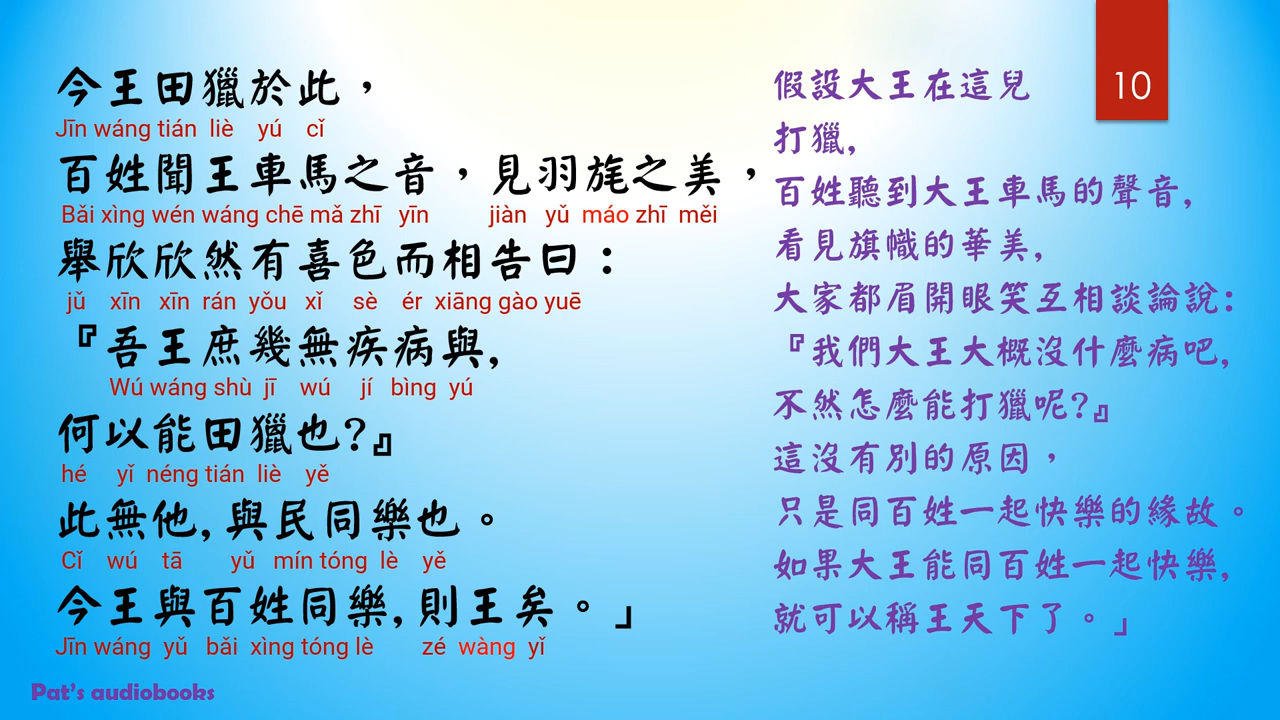 今王田獵於此，
Jīn wáng tián liè yú cǐ
百姓聞王車馬之音，見羽旄之美，
Bǎi xìng wén wáng chē mǎ zhī yīn jiàn yǔ máo zhī měi
舉欣欣然有喜色而相告曰：
jǔ xīn xīn rán yǒu xǐ sè ér xiāng gào yuē
『吾王庶幾無疾病與,
Wú wáng shù jī wú jí bìng yú
何以能田獵也?』
hé yǐ néng tián liè yě
此無他,與民同樂也。
Cǐ wú tā yǔ mín tóng lè yě
今王與百姓同樂,則王矣。」
Jīn wáng yǔ bǎi xìng tóng lè zé wàng yǐ
假設大王在這兒
打獵,
百姓聽到大王車馬的聲音,
看見旗幟的華美,
大家都眉開眼笑互相談論說:
『我們大王大概沒什麼病吧,
不然怎麼能打獵呢?』
這沒有別的原因，
只是同百姓一起快樂的緣故。
如果大王能同百姓一起快樂,
就可以稱王天下了。」
10
Pat's audiobooks